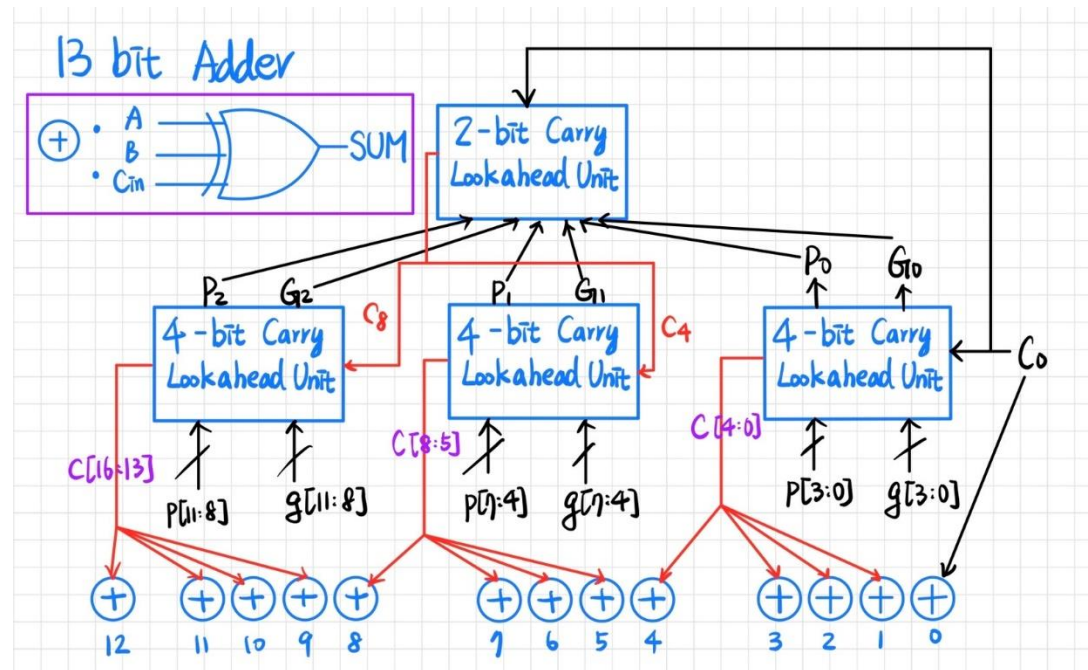 13 bit Adder
A
B
Cin
SUM
2-bit Carry
Lookahead Unit
P2 G2 P1 G1 P0 G0
C8
C4
4-bit Carry
Lookahead Unit
4-bit Carry
Lookahead Unit
4-bit Carry
Lookahead Unit
C0
C[16:13] C[8:5] C[4:0]
p[11:8] g[11:8] p[7:4] g[7:4] p[3:0] g[3:0]
12 11 10 9 8 7 6 5 4 3 2 1 0